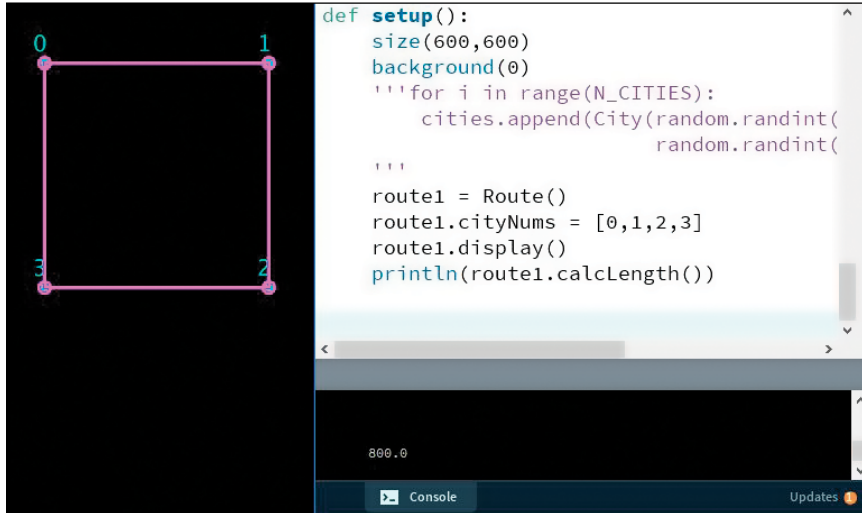 0 1
3 2
def setup():
    size(600,600)
    background(0)
    '''for i in range(N_CITIES):
        cities.append(City(random.randint(
                           random.randint(
    '''
    route1 = Route()
    route1.cityNums = [0,1,2,3]
    route1.display()
    println(route1.calcLength())
800.0
Console
Updates 1